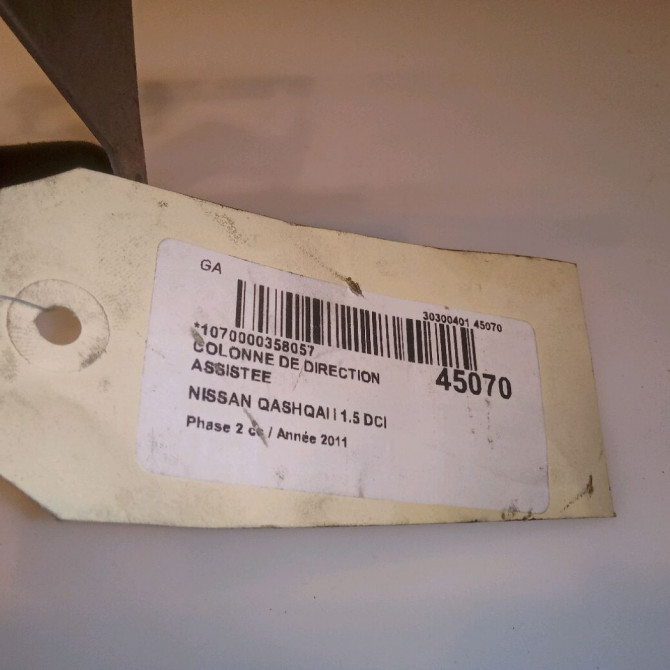 GA
30300401 45070
*1070000358057
COLONNE DE DIRECTION
ASSISTEE
45070
NISSAN QASHQAI I 1.5 DCI
Phase 2 / Année 2011